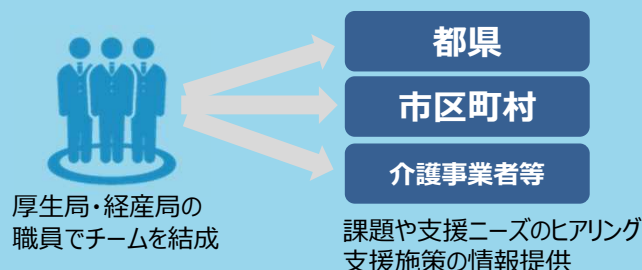 都県
市区町村
介護事業者等
厚生局・経産局の
職員でチームを結成
課題や支援ニーズのヒアリング
支援施策の情報提供